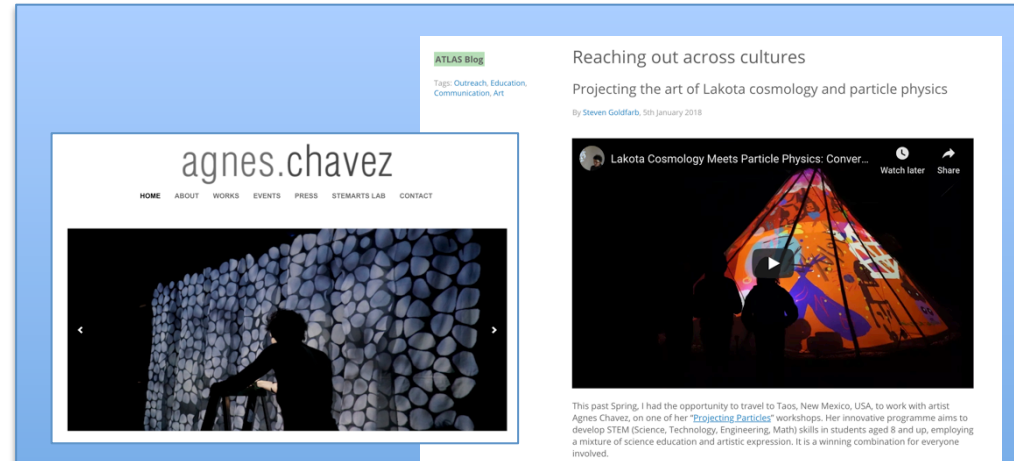 ATLAS Blog
Tags: Outreach, Education,
Communication, Art
Reaching out across cultures
Projecting the art of Lakota cosmology and particle physics
By Steven Goldfarb, 5th January 2018
Lakota Cosmology Meets Particle Physics: Conver...
Watch later
Share
This past Spring, I had the opportunity to travel to Taos, New Mexico, USA, to work with artist
Agnes Chavez, on one of her “Projecting Particles” workshops. Her innovative programme aims to
develop STEM (Science, Technology, Engineering, Math) skills in students aged 8 and up, employing
a mixture of science education and artistic expression. It is a winning combination for everyone
involved.
agnes.chavez
HOME ABOUT WORKS EVENTS PRESS STEMARTS LAB CONTACT